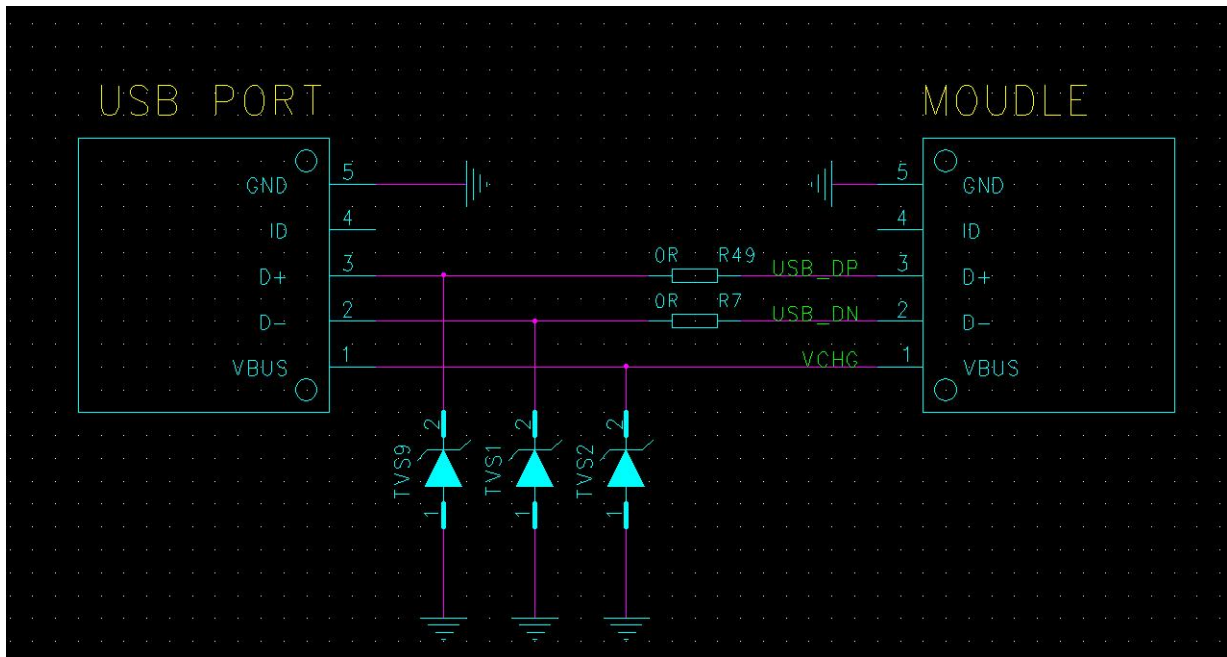 USB PORT
MOUDLE
GND 5
5 GND
ID 4
4 ID
0R R49
D+ 3
USB_DP
3 D+
0R R7
D- 2
USB_DN
2 D-
VBUS 1
VCHG
1 VBUS
TVS9 2 1
TVS1 2 1
TVS2 2 1